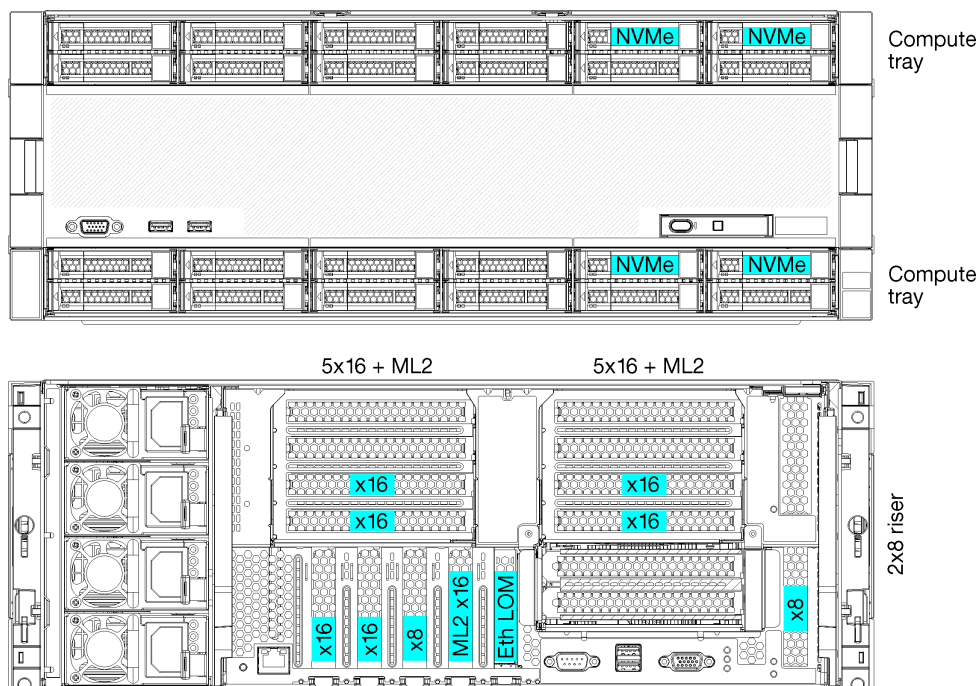 NVMe NVMe
Compute
tray
NVMe NVMe
Compute
tray
5x16 + ML2 5x16 + ML2
x16 x16
x16 x16
2x8 riser
x16
x16
x8
ML2 x16
Eth LOM
x8